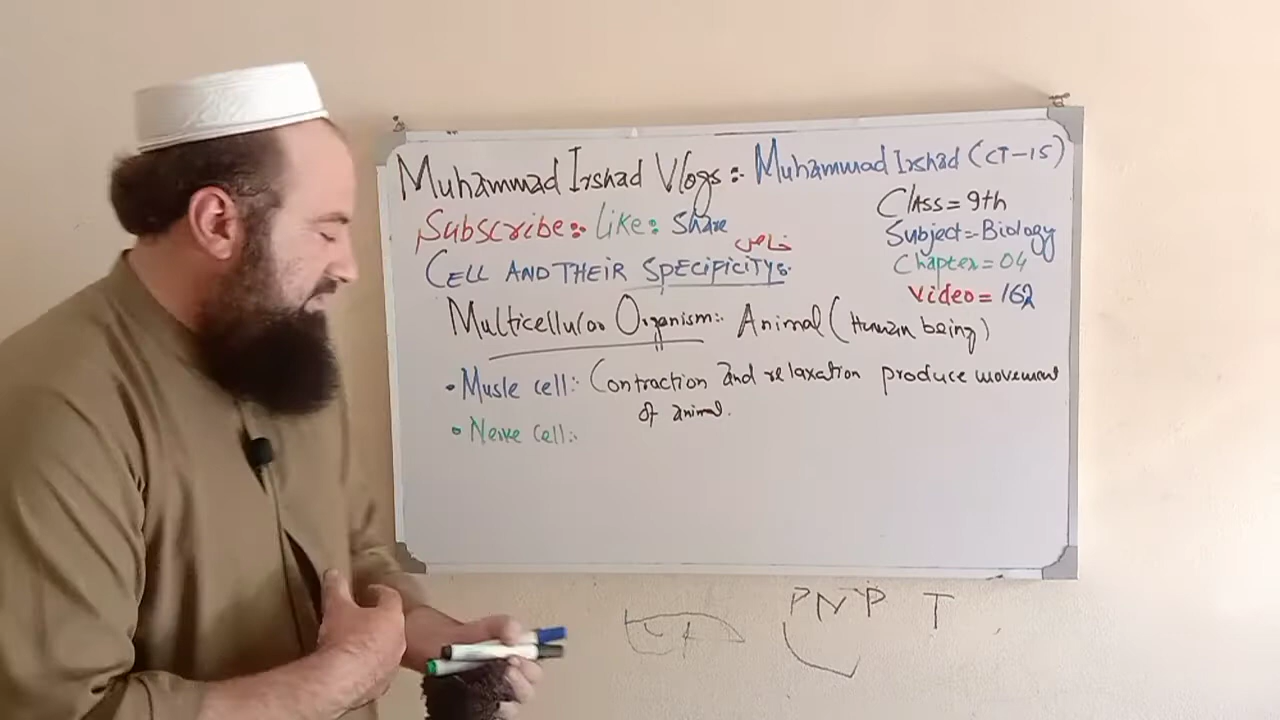 Muhammad Irshad Vlogs:- Muhammad Irshad (CT-15)
Subscribe:- Like: Share
خاص
CELL AND THEIR SPECIFICITYS.
Class = 9th
Subject = Biology
Chapter = 04
Video = 162
Multicellular Organism:- Animal (Human being)
• Musle cell:- Contraction and relaxation produce movement
of animal.
• Nerve cell:-
PNP T